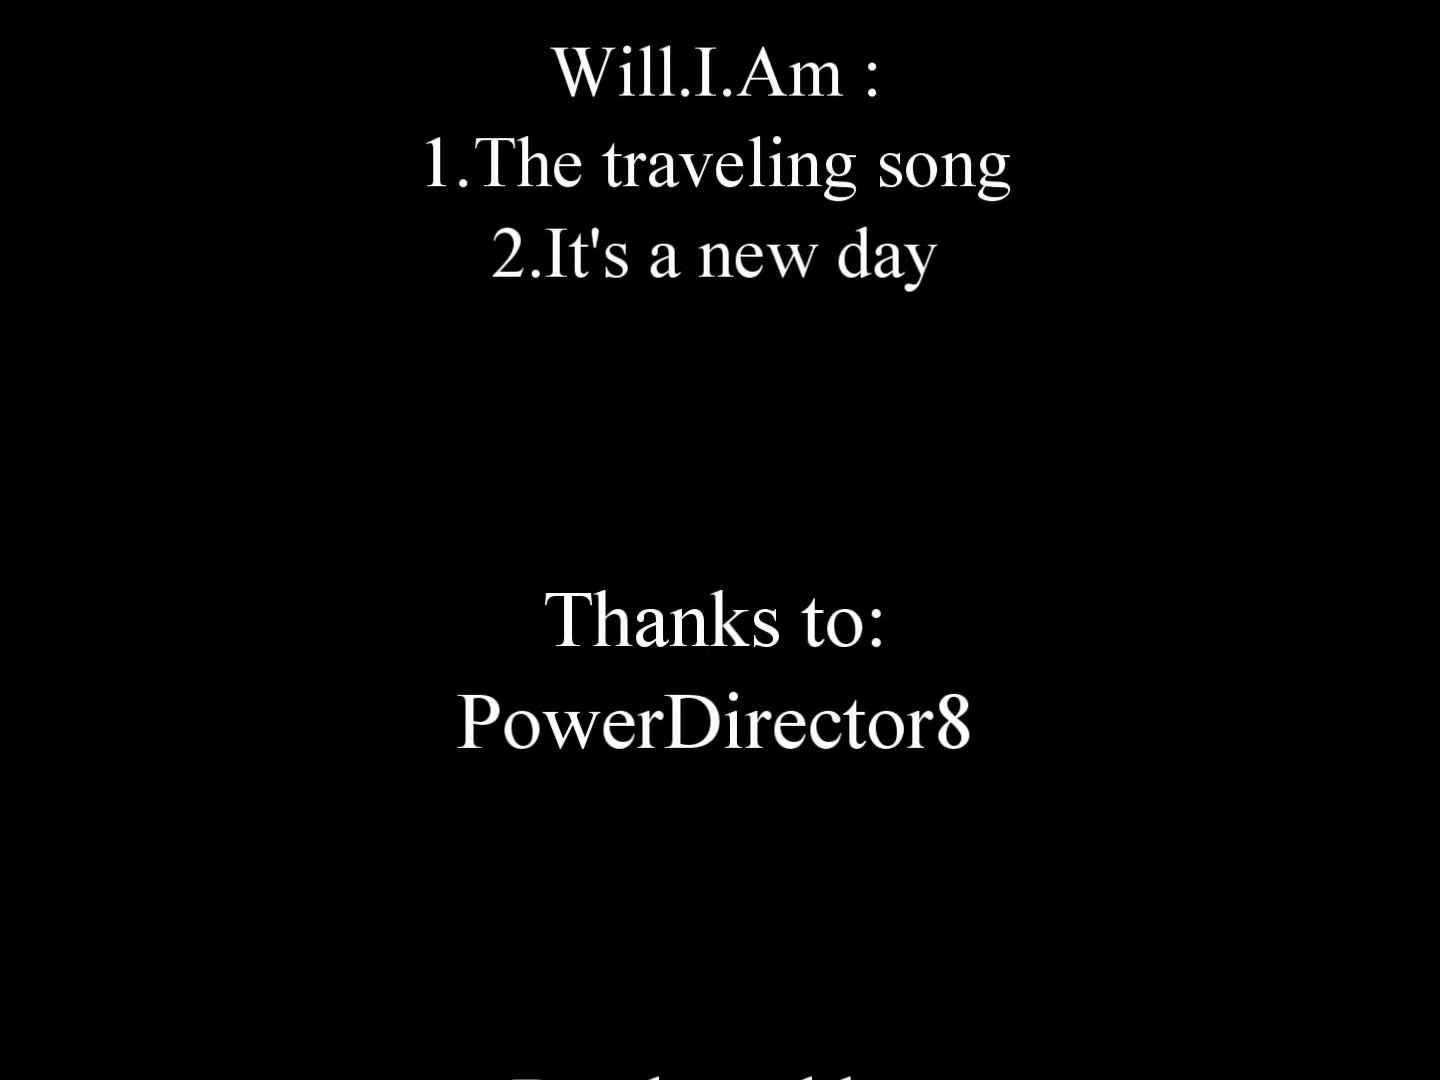 Will.I.Am :
1.The traveling song
2.It's a new day
Thanks to:
PowerDirector8